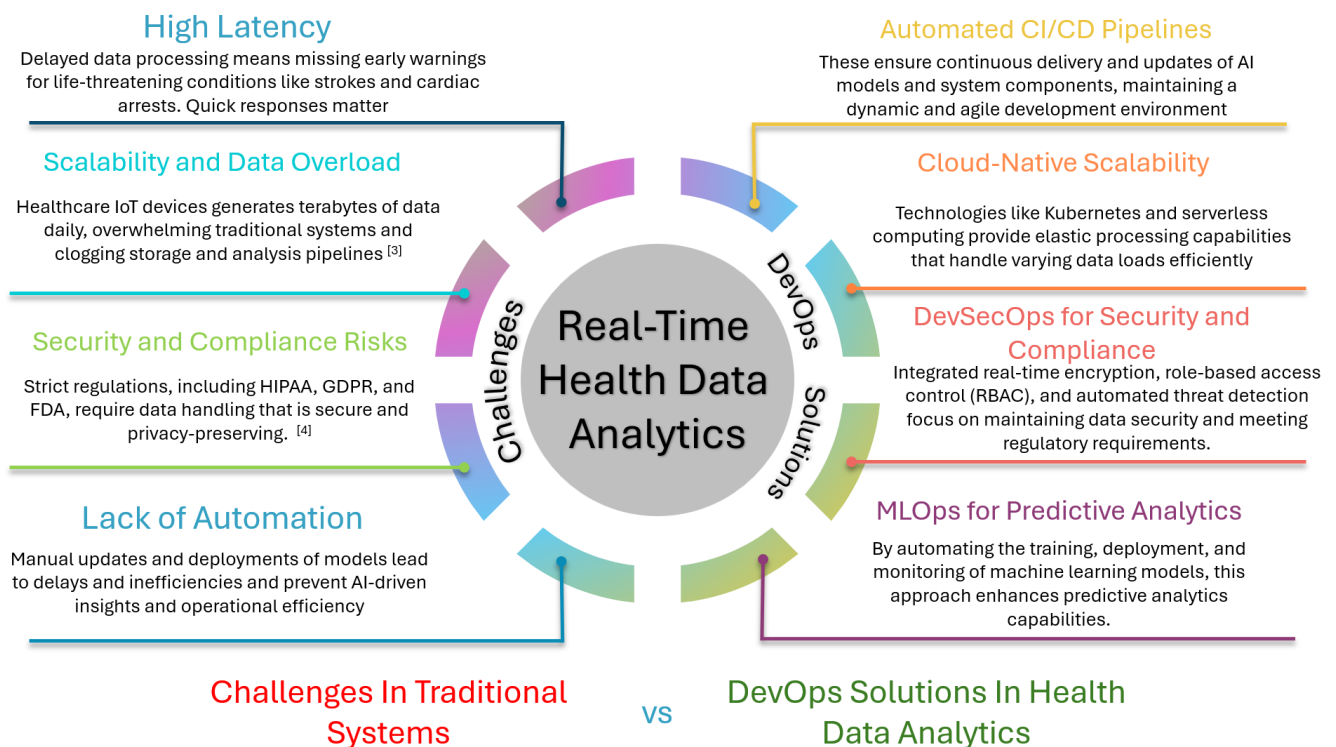 High Latency
Delayed data processing means missing early warnings
for life-threatening conditions like strokes and cardiac
arrests. Quick responses matter
Scalability and Data Overload
Healthcare IoT devices generates terabytes of data
daily, overwhelming traditional systems and
clogging storage and analysis pipelines [3]
Security and Compliance Risks
Strict regulations, including HIPAA, GDPR, and
FDA, require data handling that is secure and
privacy-preserving. [4]
Lack of Automation
Manual updates and deployments of models lead
to delays and inefficiencies and prevent AI-driven
insights and operational efficiency
Challenges
Real-Time
Health Data
Analytics
DevOps
Solutions
Automated CI/CD Pipelines
These ensure continuous delivery and updates of AI
models and system components, maintaining a
dynamic and agile development environment
Cloud-Native Scalability
Technologies like Kubernetes and serverless
computing provide elastic processing capabilities
that handle varying data loads efficiently
DevSecOps for Security and
Compliance
Integrated real-time encryption, role-based access
control (RBAC), and automated threat detection
focus on maintaining data security and meeting
regulatory requirements.
MLOps for Predictive Analytics
By automating the training, deployment, and
monitoring of machine learning models, this
approach enhances predictive analytics
capabilities.
Challenges In Traditional
Systems
vs
DevOps Solutions In Health
Data Analytics